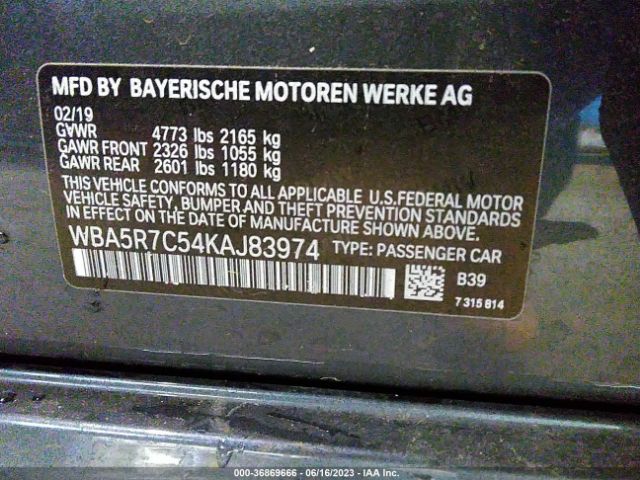 MFD BY BAYERISCHE MOTOREN WERKE AG
02/19
GVWR 4773 lbs 2165 kg
GAWR FRONT 2326 lbs 1055 kg
GAWR REAR 2601 lbs 1180 kg
THIS VEHICLE CONFORMS TO ALL APPLICABLE U.S.FEDERAL MOTOR
VEHICLE SAFETY, BUMPER, AND THEFT PREVENTION STANDARDS
IN EFFECT ON THE DATE OF MANUFACTURE SHOWN ABOVE.
WBA5R7C54KAJ83974 TYPE: PASSENGER CAR
B39
7 315 814
000-36869666 - 06/16/2023 - IAA Inc.